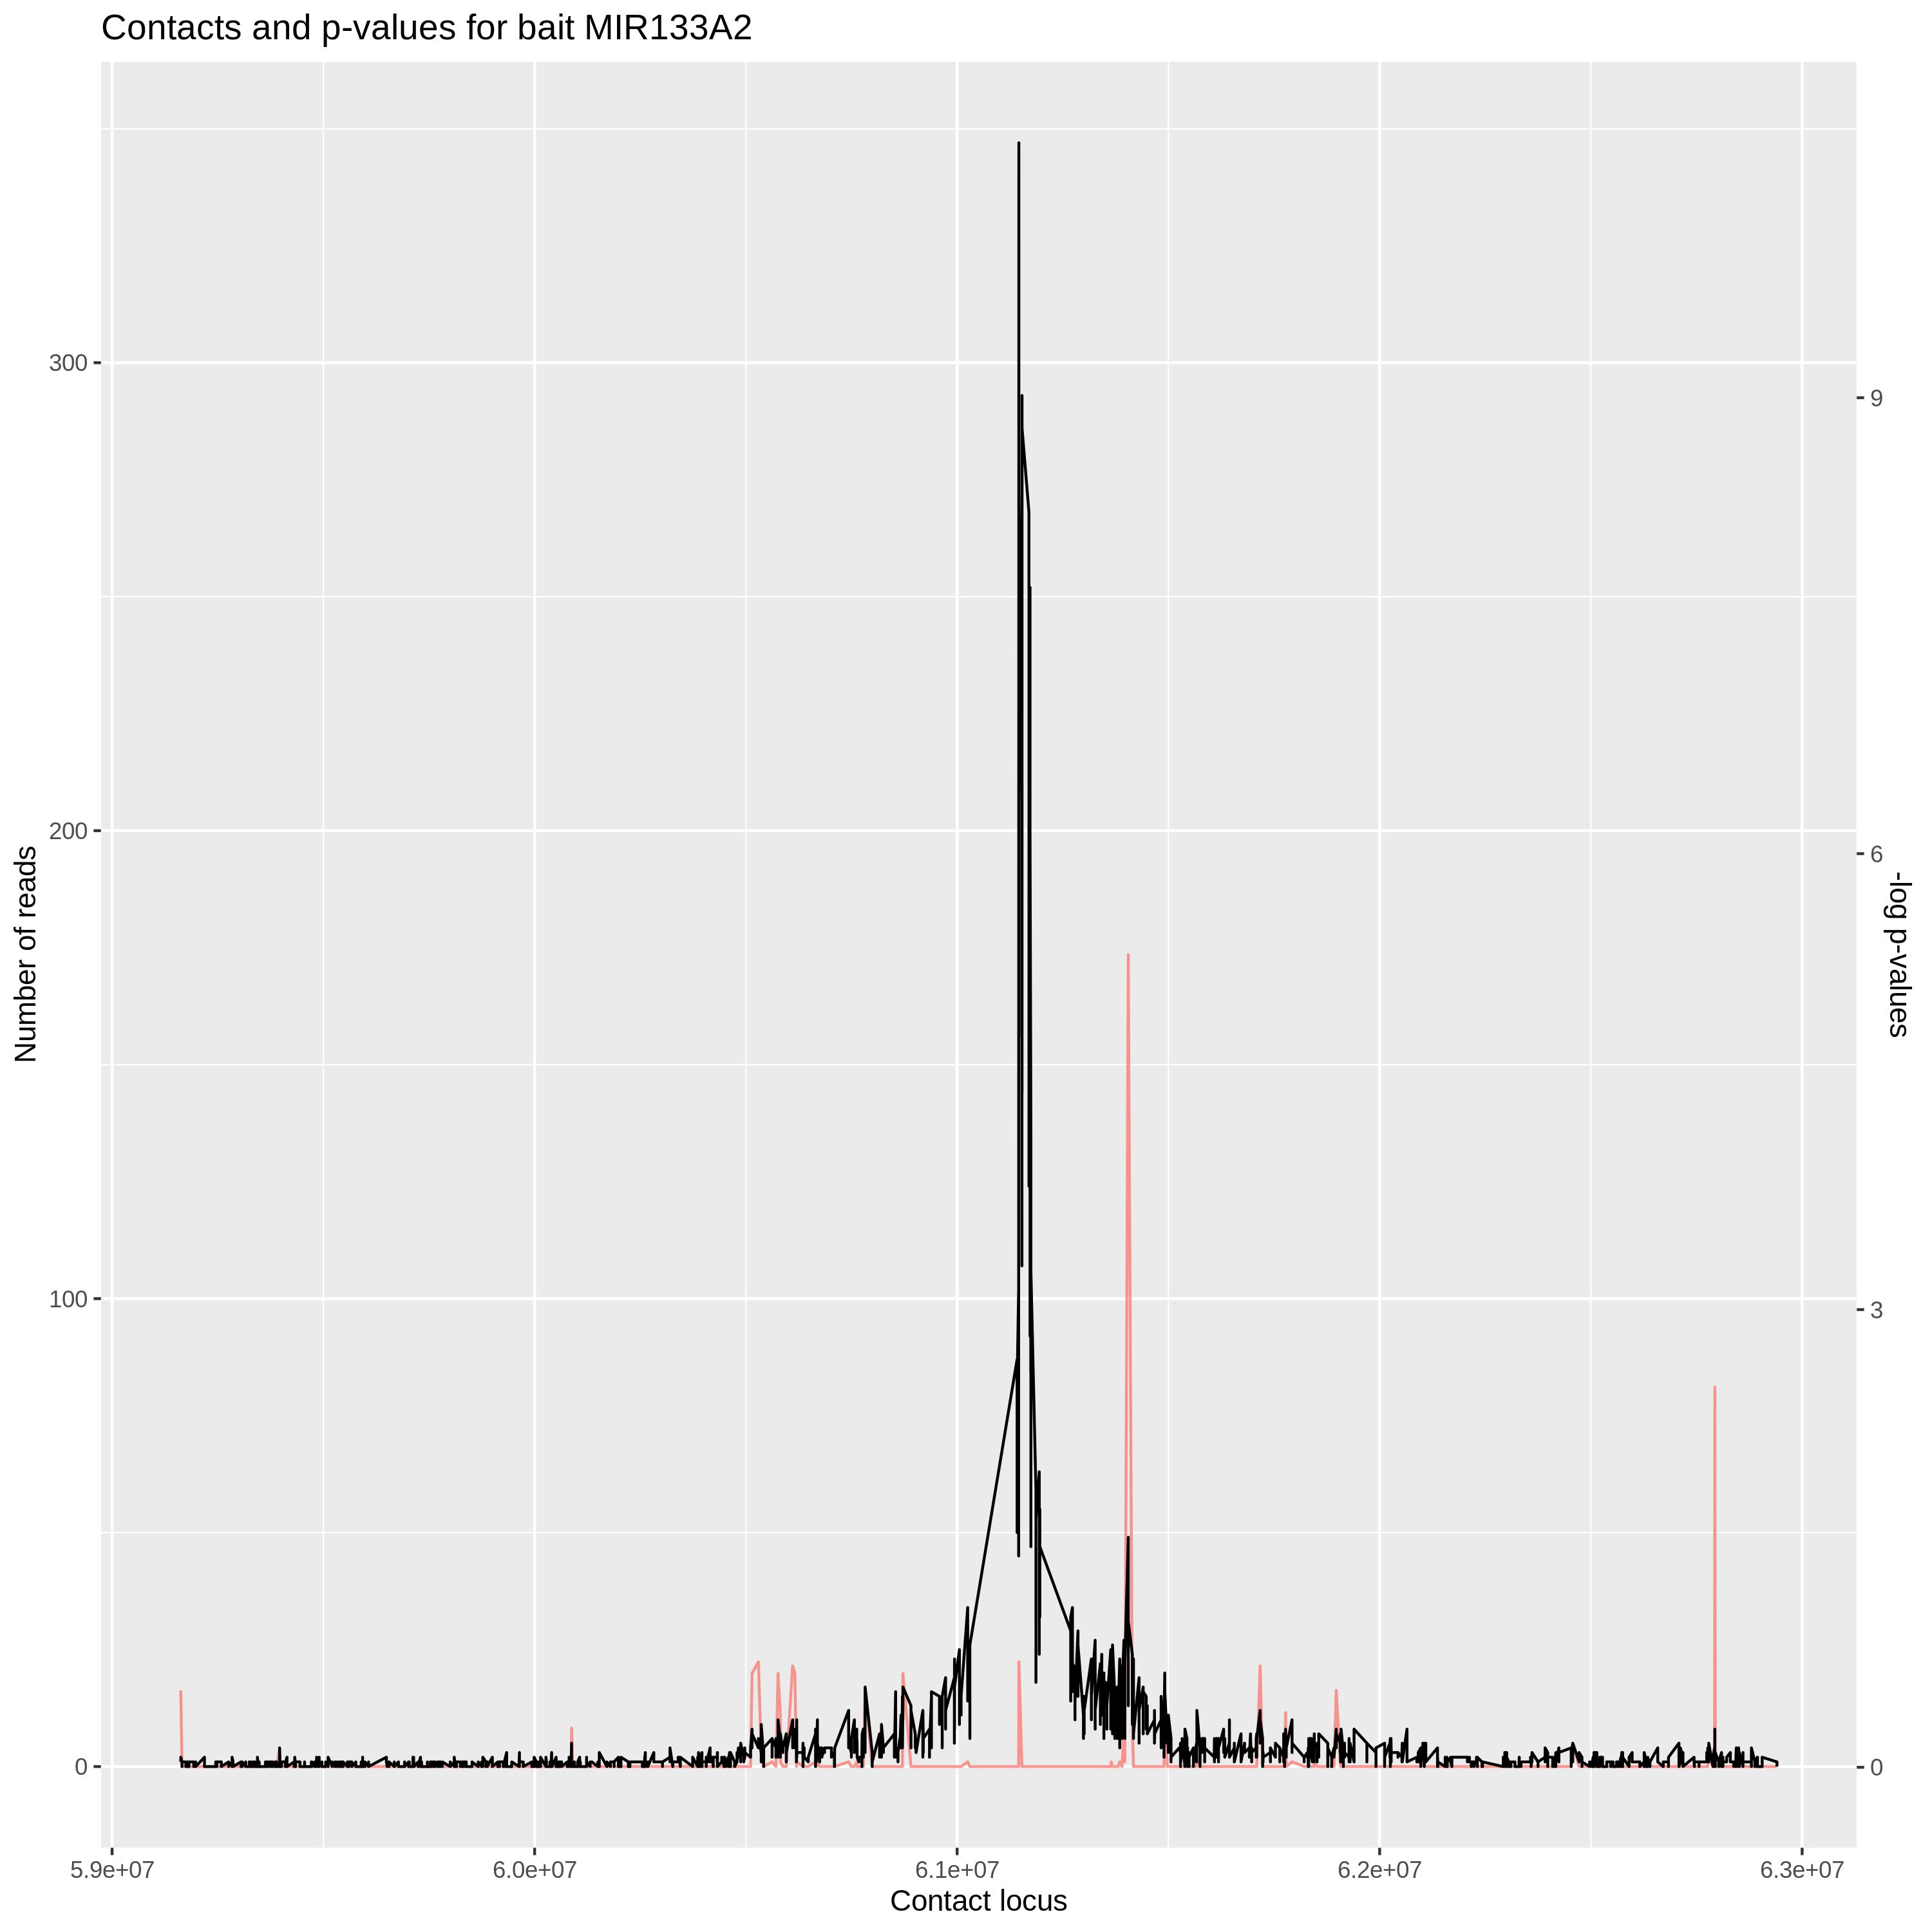 Contacts and p-values for bait MIR133A2
Number of reads
300
200
100
0
9
6
3
0
-log p-values
5.9e+07
6.0e+07
6.1e+07
6.2e+07
6.3e+07
Contact locus